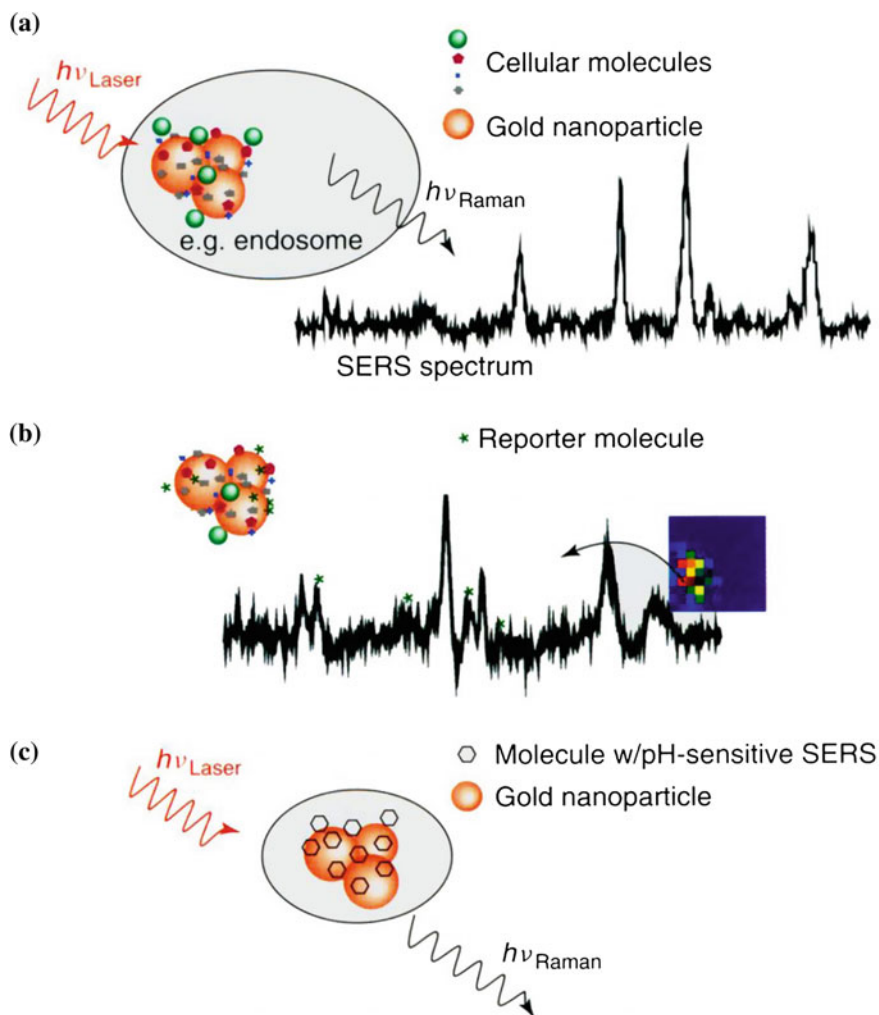 (a)
hνLaser
Cellular molecules
Gold nanoparticle
hνRaman
e.g. endosome
SERS spectrum
(b)
* Reporter molecule
(c)
hνLaser
Molecule w/pH-sensitive SERS
Gold nanoparticle
hνRaman